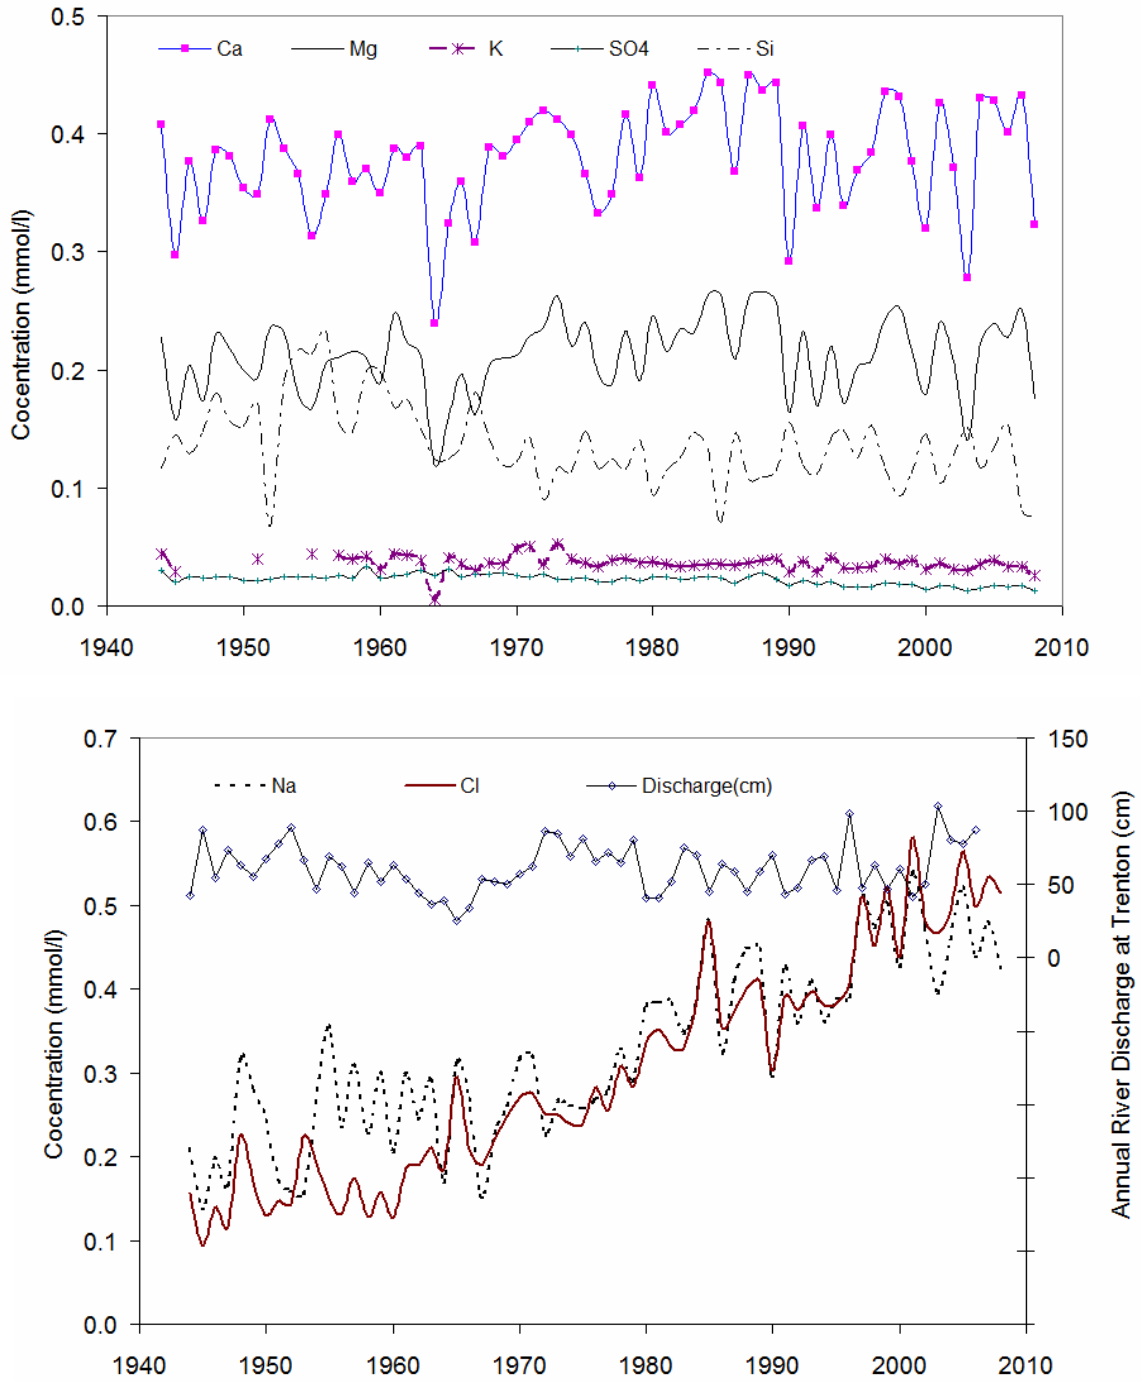 0.5
Ca Mg K SO4 Si
0.4
0.3
0.2
0.1
0.0
1940 1950 1960 1970 1980 1990 2000 2010
Cocentration (mmol/l)
0.7 150
Na Cl Discharge(cm)
0.6 100
0.5 50
0.4 0
0.3
0.2
0.1
0.0
1940 1950 1960 1970 1980 1990 2000 2010
Cocentration (mmol/l)
Annual River Discharge at Trenton (cm)